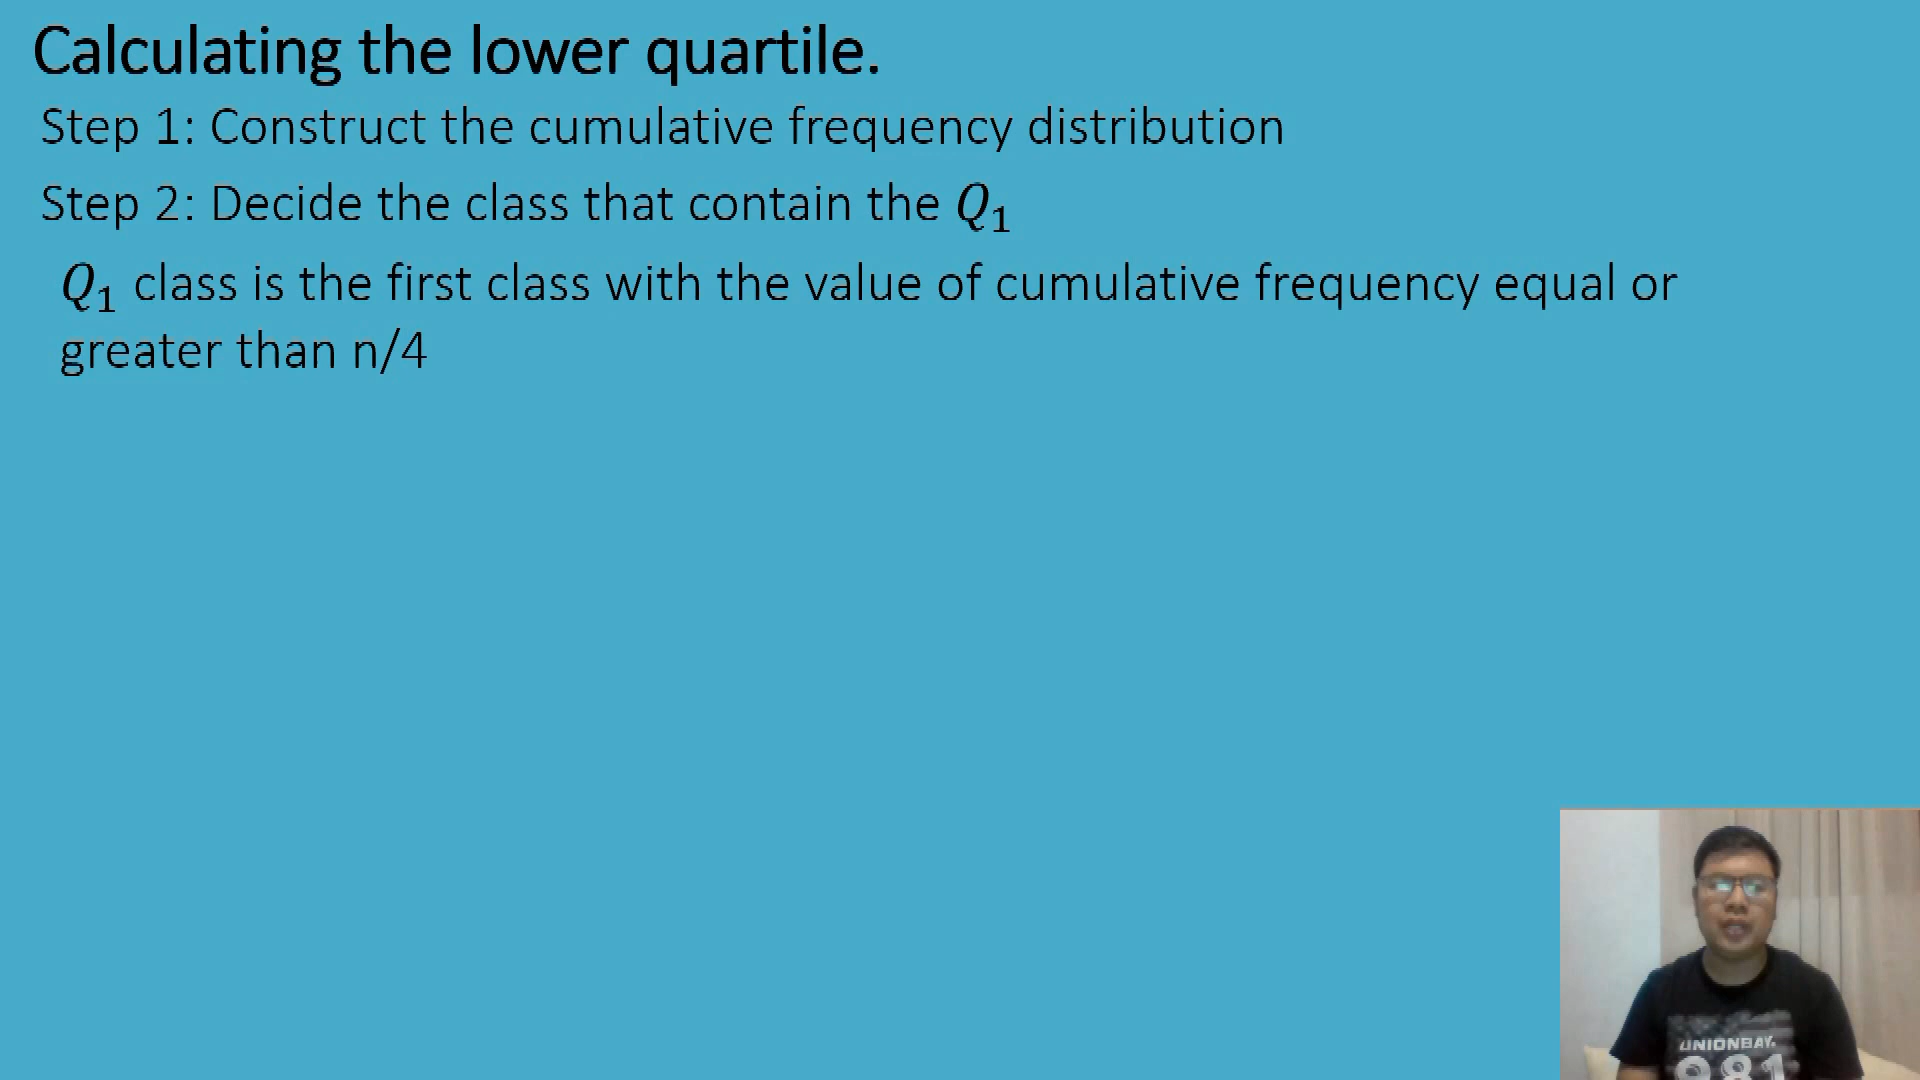 Calculating the lower quartile.
Step 1: Construct the cumulative frequency distribution
Step 2: Decide the class that contain the Q₁
Q₁ class is the first class with the value of cumulative frequency equal or
greater than n/4
UNIONBAY.
981